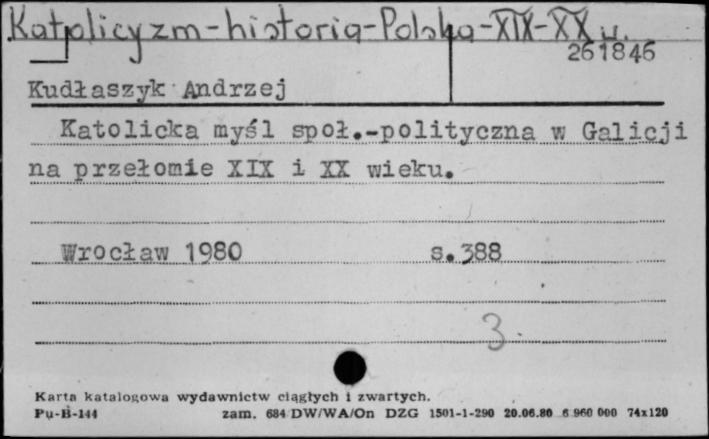 Katolicyzm-historia-Polska-XIX-XX w.
261846
Kudłaszyk Andrzej
Katolicka myśl społ.-polityczna w Galicji
na przełomie XIX i XX wieku.
Wrocław 1980 s.388
3
Karta katalogowa wydawnictw ciągłych i zwartych.
Pu-B-144 zam. 684 DW/WA/On DZG 1501-1-290 20.06.80 6 960 000 74x120